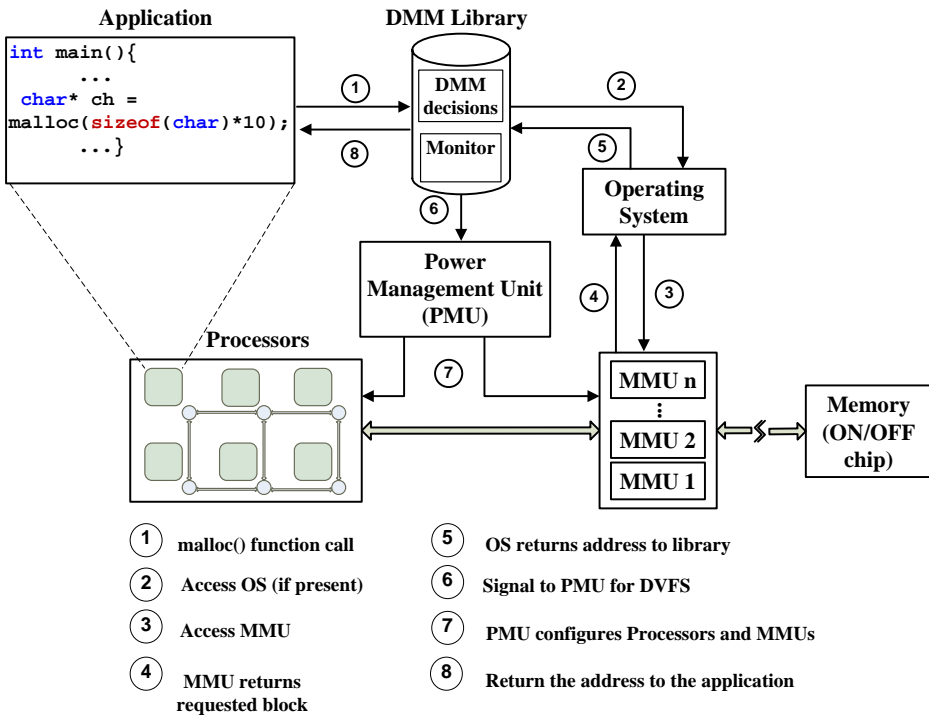 Application
DMM Library
int main(){
...
char* ch =
malloc(sizeof(char)*10);
...}
1
8
DMM
decisions
Monitor
2
5
6
Operating
System
Power
Management Unit
(PMU)
4
3
Processors
7
MMU n
MMU 2
MMU 1
Memory
(ON/OFF
chip)
1 malloc() function call
2 Access OS (if present)
3 Access MMU
4 MMU returns
requested block
5 OS returns address to library
6 Signal to PMU for DVFS
7 PMU configures Processors and MMUs
8 Return the address to the application